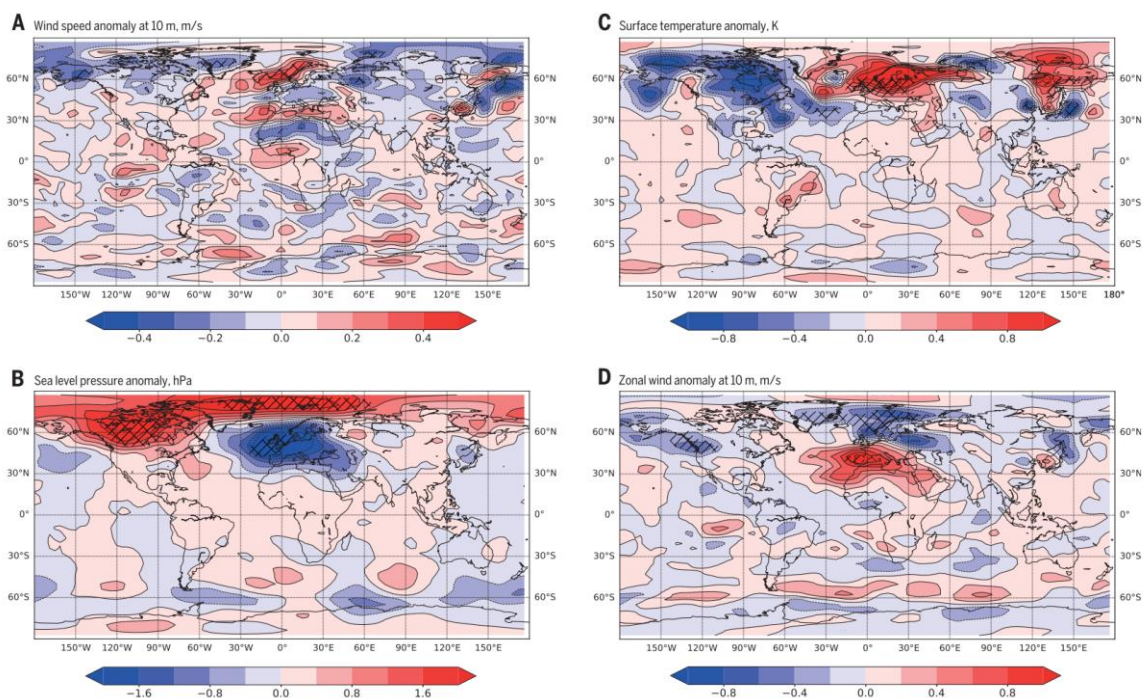 A Wind speed anomaly at 10 m, m/s
60°N
30°N
0°
30°S
60°S
150°W 120°W 90°W 60°W 30°W 0° 30°E 60°E 90°E 120°E 150°E
−0.4 −0.2 0.0 0.2 0.4
C Surface temperature anomaly, K
60°N
30°N
0°
30°S
60°S
150°W 120°W 90°W 60°W 30°W 0° 30°E 60°E 90°E 120°E 150°E 180°
−0.8 −0.4 0.0 0.4 0.8
B Sea level pressure anomaly, hPa
60°N
30°N
0°
30°S
60°S
150°W 120°W 90°W 60°W 30°W 0° 30°E 60°E 90°E 120°E 150°E
−1.6 −0.8 0.0 0.8 1.6
D Zonal wind anomaly at 10 m, m/s
60°N
30°N
0°
30°S
60°S
150°W 120°W 90°W 60°W 30°W 0° 30°E 60°E 90°E 120°E 150°E
−0.8 −0.4 0.0 0.4 0.8